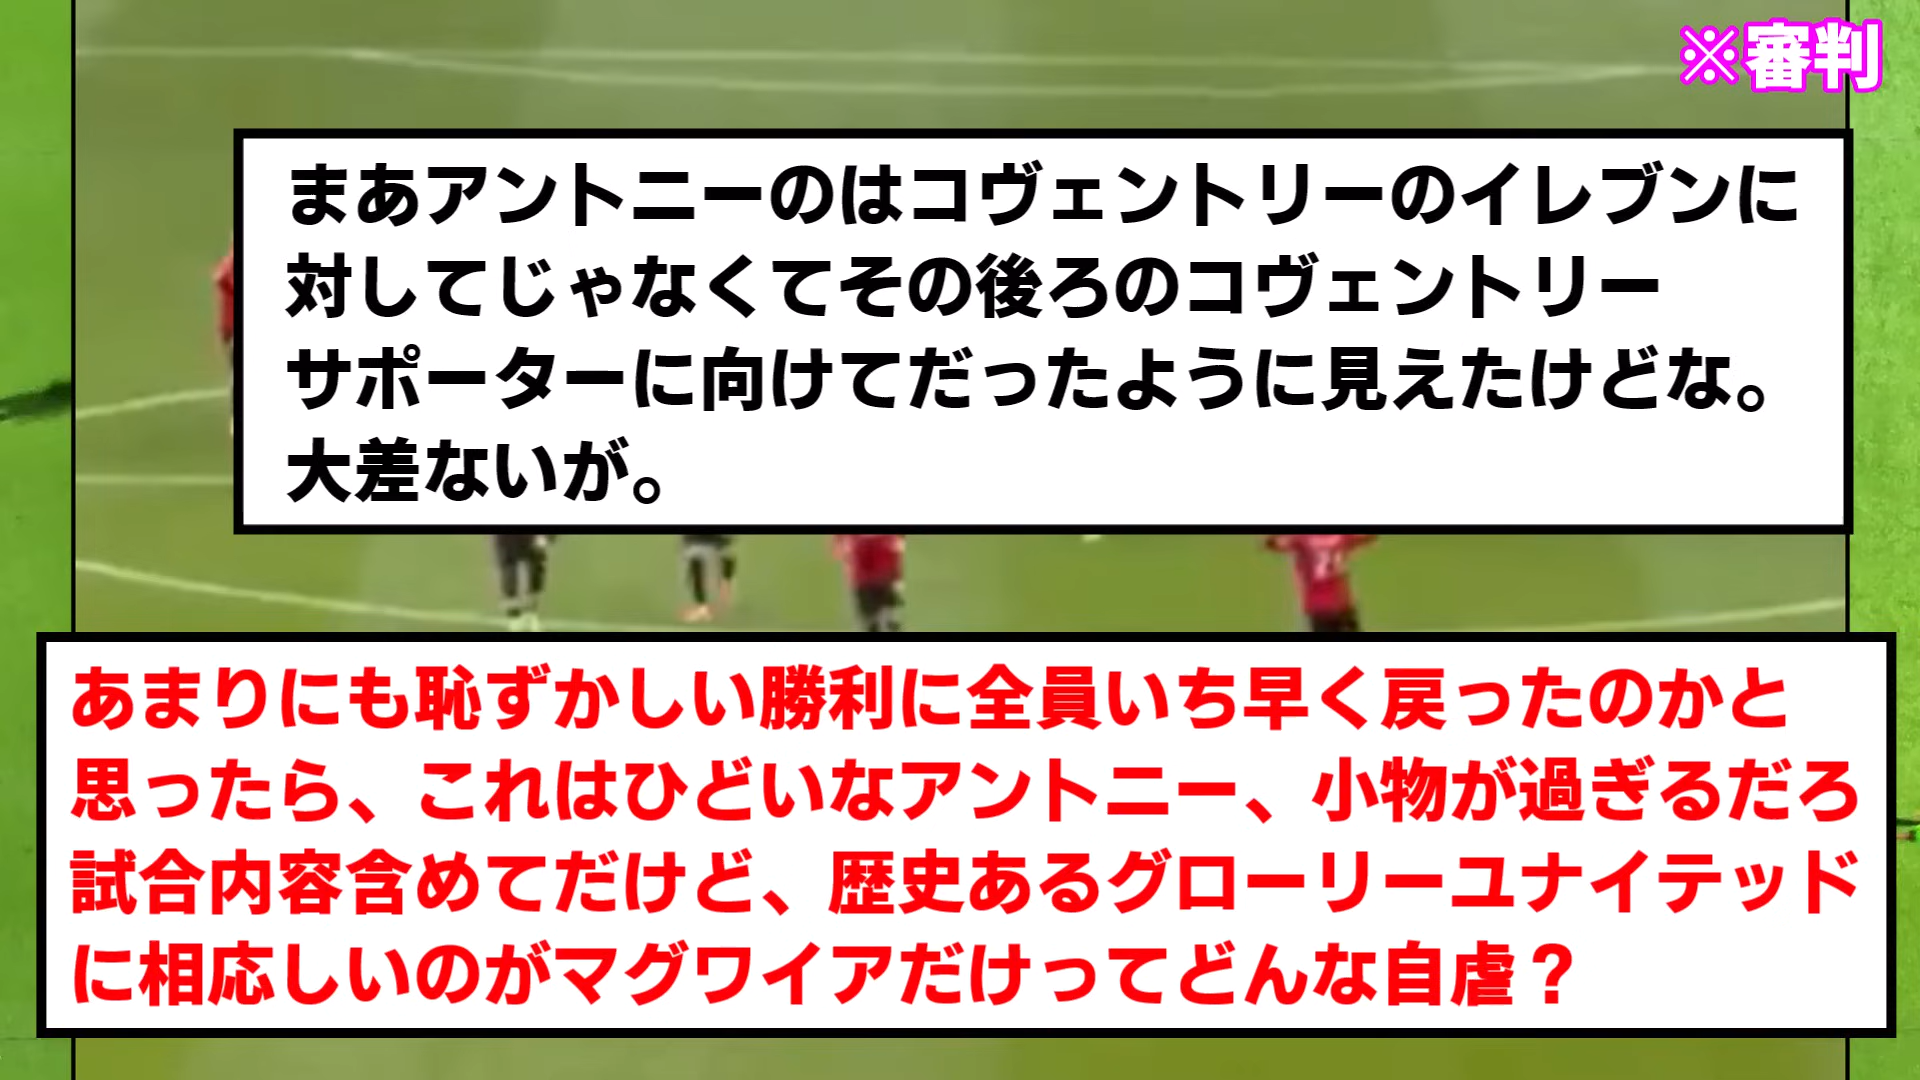 ※審判
まあアントニーのはコヴェントリーのイレブンに
対してじゃなくてその後ろのコヴェントリー
サポーターに向けてだったように見えたけどな。
大差ないが。
あまりにも恥ずかしい勝利に全員いち早く戻ったのかと
思ったら、これはひどいなアントニー、小物が過ぎるだろ
試合内容含めてだけど、歴史あるグローリーユナイテッド
に相応しいのがマグワイアだけってどんな自虐？